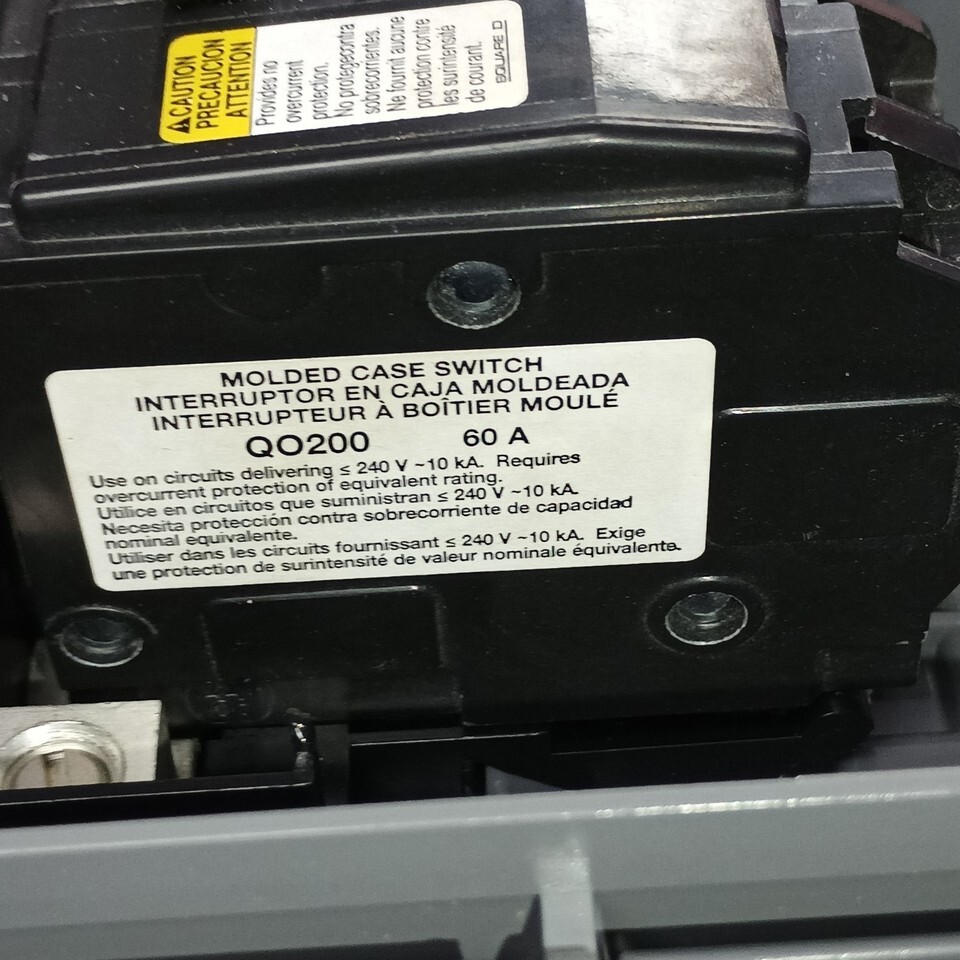 CAUTION
PRECAUCION
ATTENTION
Provides no
overcurrent
protection.
No protegecontra
sobrecorrientes.
Ne fournit aucune
protection contre
les surintensité
de courant.
SQUARE D
MOLDED CASE SWITCH
INTERRUPTOR EN CAJA MOLDEADA
INTERRUPTEUR À BOÎTIER MOULÉ
QO200 60 A
Use on circuits delivering ≤ 240 V ~10 kA. Requires
overcurrent protection of equivalent rating.
Utilice en circuitos que suministran ≤ 240 V ~10 kA.
Necesita protección contra sobrecorriente de capacidad
nominal equivalente.
Utiliser dans les circuits fournissant ≤ 240 V ~10 kA. Exige
une protection de surintensité de valeur nominale équivalente.